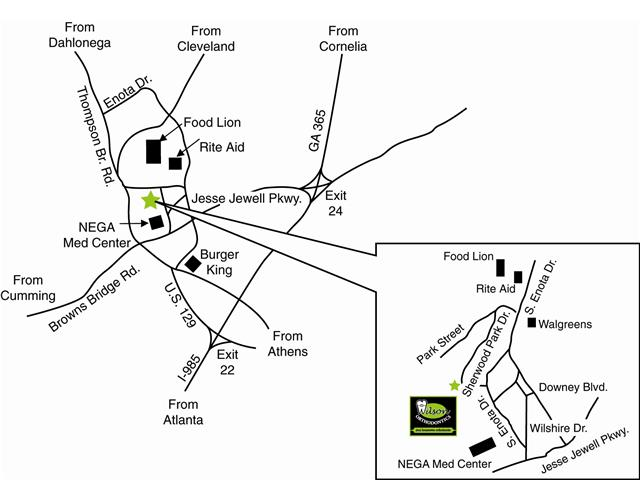 From
Dahlonega
From
Cleveland
From
Cornelia
Enota Dr.
Thompson Br. Rd.
Food Lion
Rite Aid
GA 365
Jesse Jewell Pkwy.
Exit
24
NEGA
Med Center
Burger
King
From
Cumming
Browns Bridge Rd.
U.S. 129
From
Athens
I-985
Exit
22
From
Atlanta
Food Lion
Rite Aid
S. Enota Dr.
Walgreens
Park Street
Sherwood Park Dr.
Downey Blvd.
Wilson
ORTHODONTICS
S. Enota Dr.
Wilshire Dr.
NEGA Med Center
Jesse Jewell Pkwy.